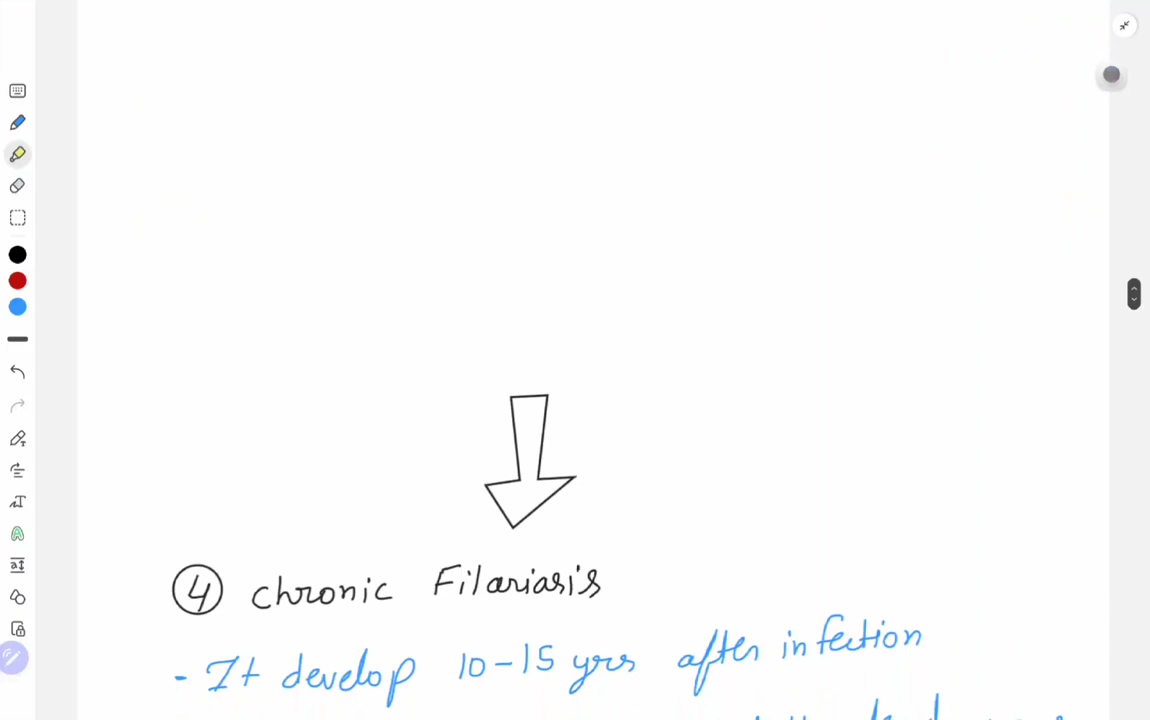 ④ chronic Filariasis
- It develop 10-15 yrs after infection